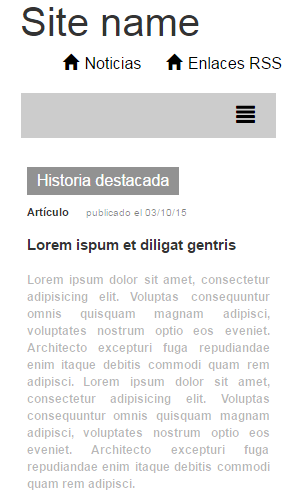 Site name
Noticias Enlaces RSS
Historia destacada
Artículo publicado el 03/10/15
Lorem ispum et diligat gentris
Lorem ipsum dolor sit amet, consectetur
adipisicing elit. Voluptas consequuntur
omnis quisquam magnam adipisci,
voluptates nostrum optio eos eveniet.
Architecto excepturi fuga repudiandae
enim itaque debitis commodi quam rem
adipisci. Lorem ipsum dolor sit amet,
consectetur adipisicing elit. Voluptas
consequuntur omnis quisquam magnam
adipisci, voluptates nostrum optio eos
eveniet. Architecto excepturi fuga
repudiandae enim itaque debitis commodi
quam rem adipisci.